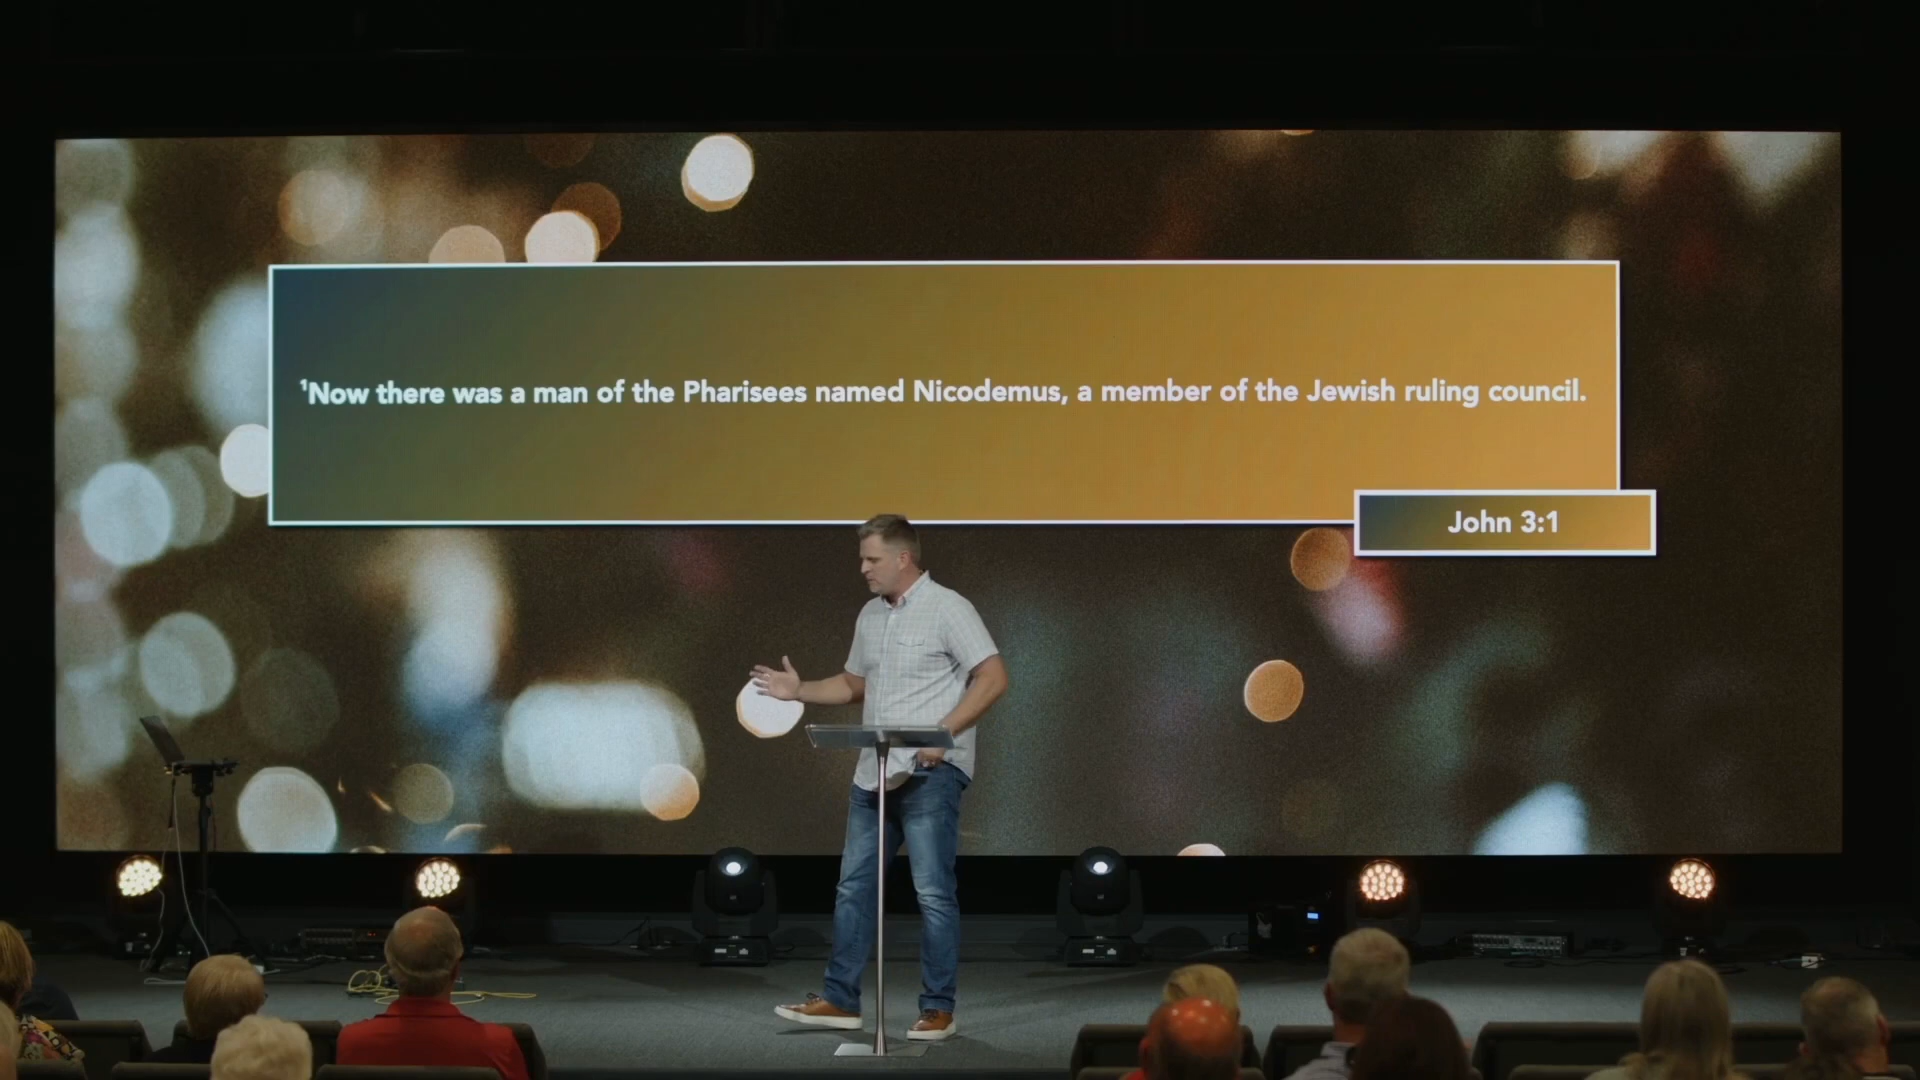 ¹Now there was a man of the Pharisees named Nicodemus, a member of the Jewish ruling council.
John 3:1